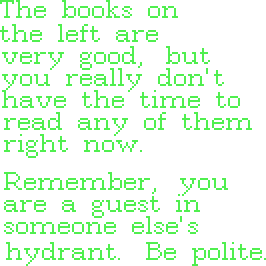 The books on
the left are
very good, but
you really don't
have the time to
read any of them
right now.
Remember, you
are a guest in
someone else's
hydrant. Be polite.